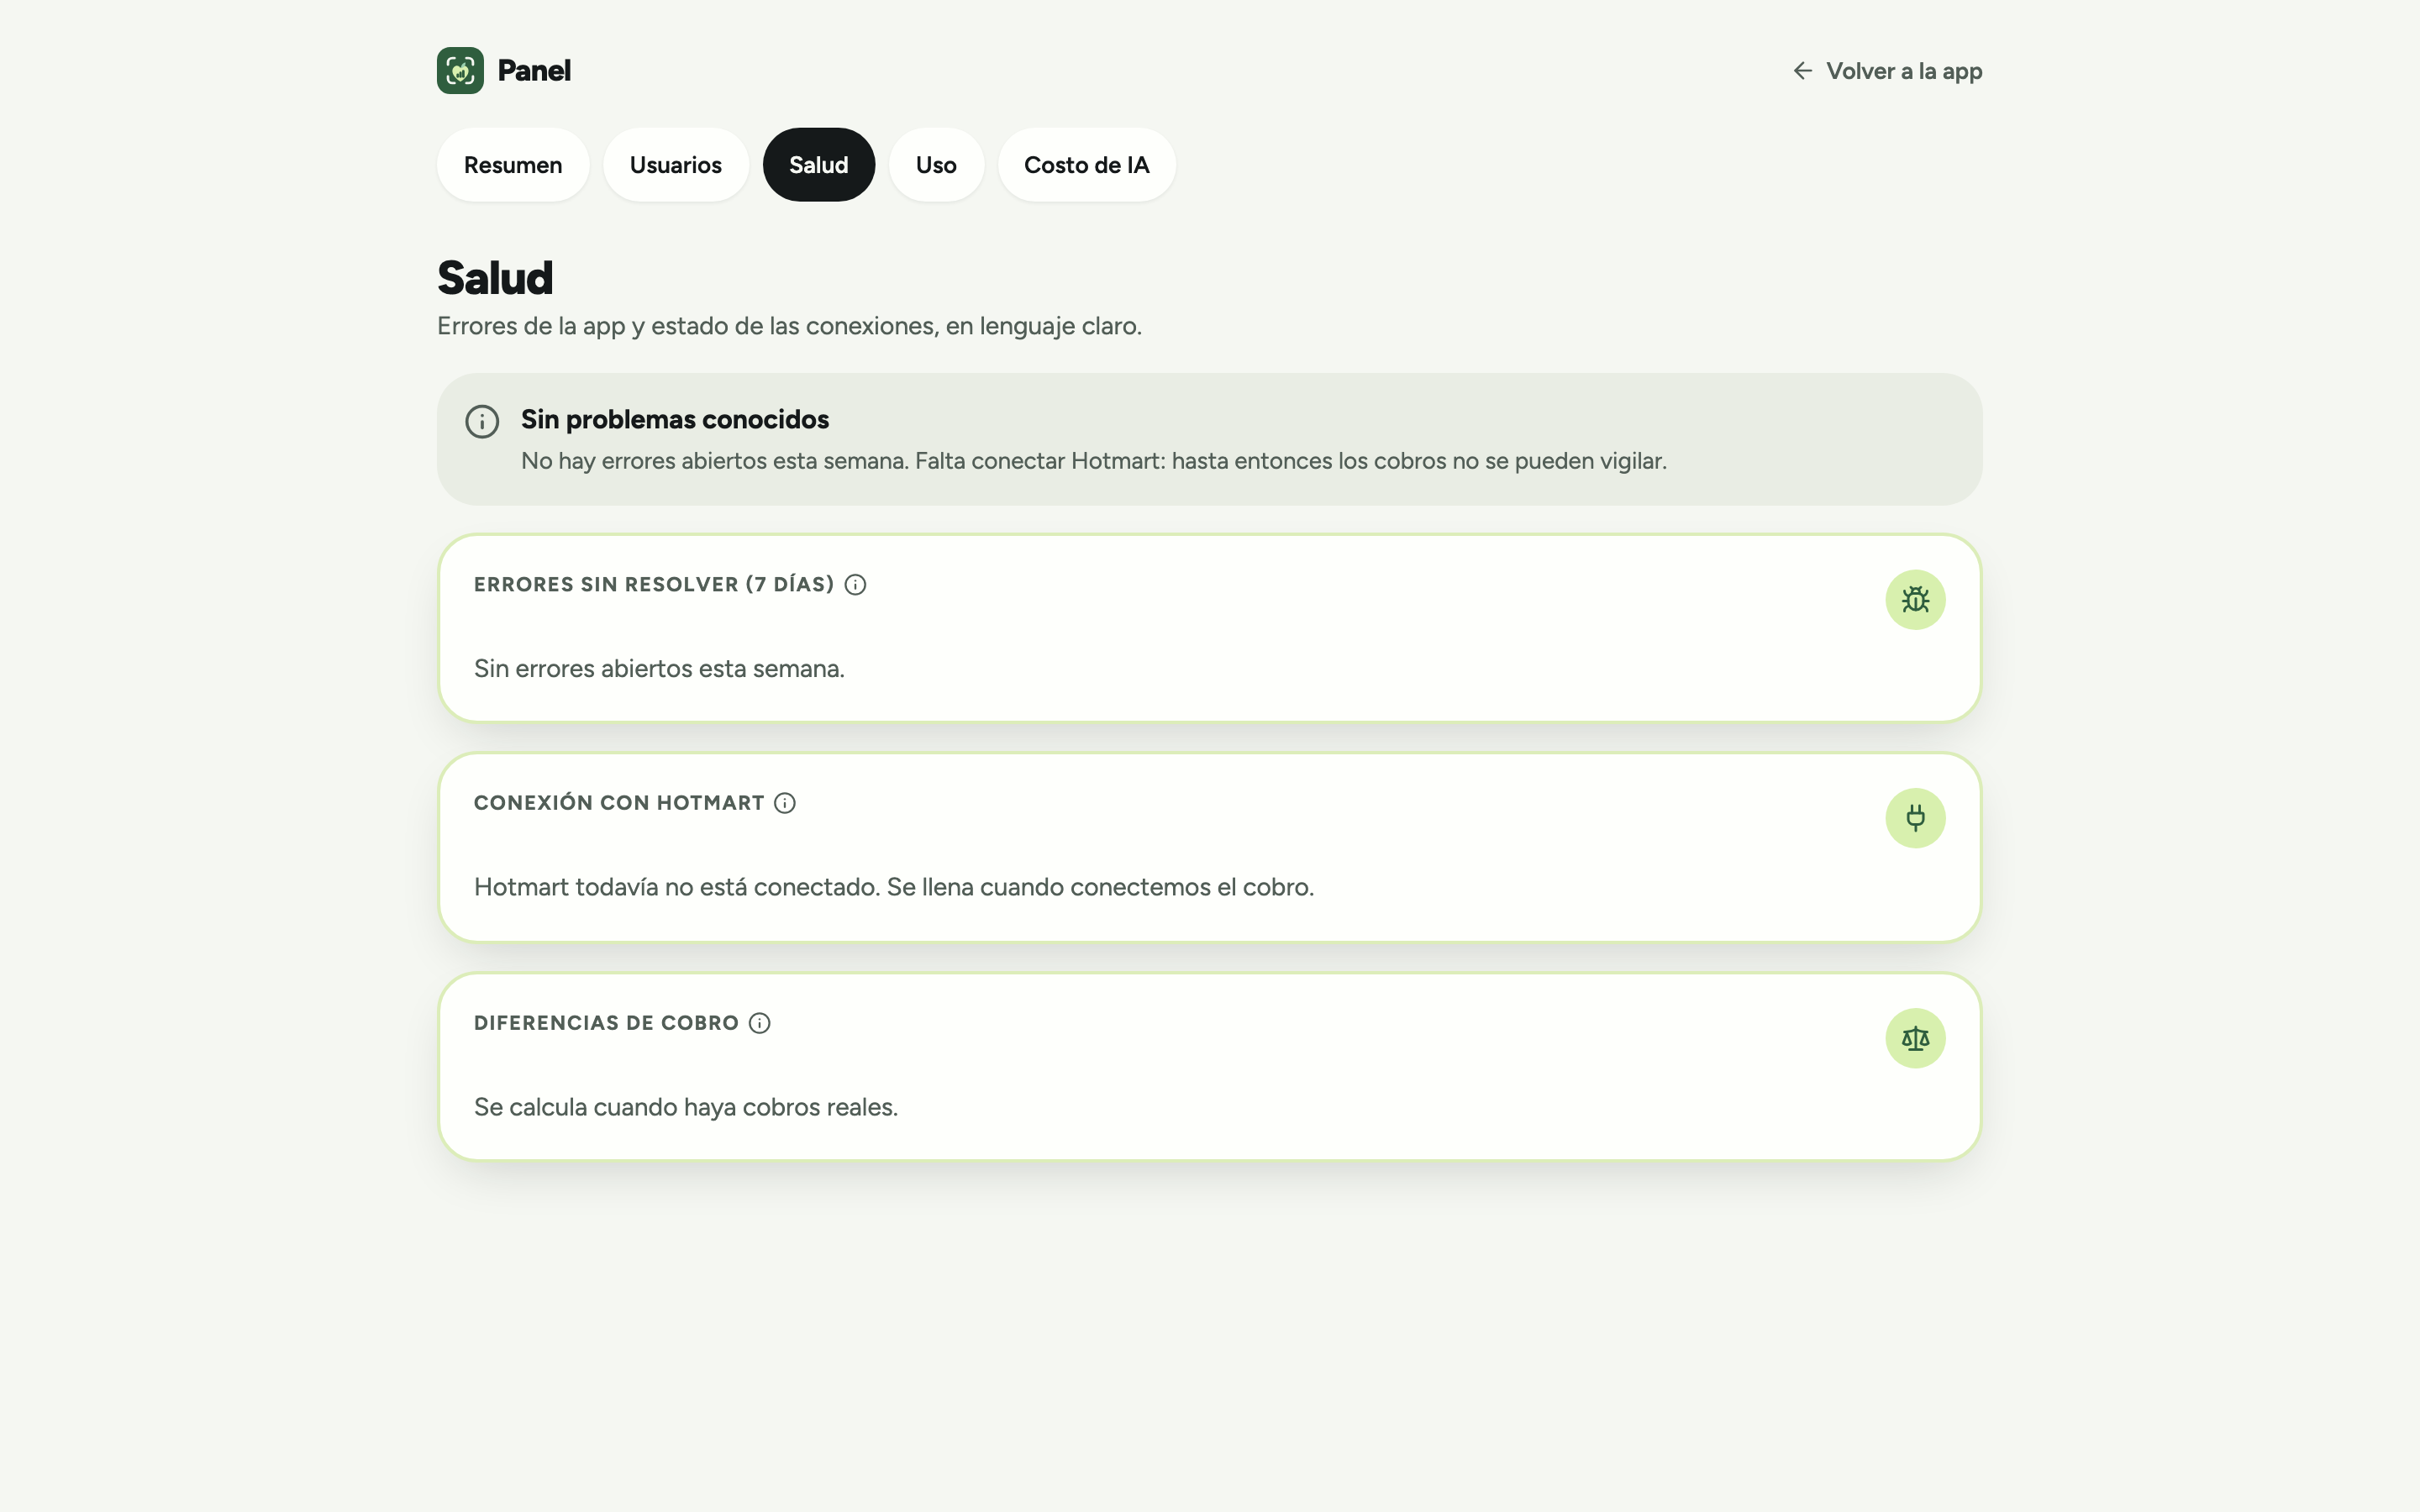 Panel
Volver a la app
Resumen
Usuarios
Salud
Uso
Costo de IA
Salud
Errores de la app y estado de las conexiones, en lenguaje claro.
Sin problemas conocidos
No hay errores abiertos esta semana. Falta conectar Hotmart: hasta entonces los cobros no se pueden vigilar.
ERRORES SIN RESOLVER (7 DÍAS)
Sin errores abiertos esta semana.
CONEXIÓN CON HOTMART
Hotmart todavía no está conectado. Se llena cuando conectemos el cobro.
DIFERENCIAS DE COBRO
Se calcula cuando haya cobros reales.